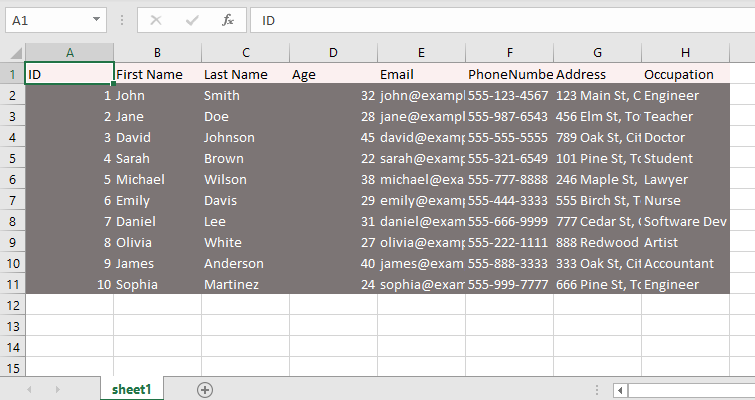 A1 fx ID
A B C D E F G H
1 ID First Name Last Name Age Email PhoneNumbe Address Occupation
2 1 John Smith 32 john@exampl 555-123-4567 123 Main St, C Engineer
3 2 Jane Doe 28 jane@exampl 555-987-6543 456 Elm St, To Teacher
4 3 David Johnson 45 david@examp 555-555-5555 789 Oak St, Cit Doctor
5 4 Sarah Brown 22 sarah@examp 555-321-6549 101 Pine St, To Student
6 5 Michael Wilson 38 michael@exa 555-777-8888 246 Maple St, Lawyer
7 6 Emily Davis 29 emily@examp 555-444-3333 555 Birch St, T Nurse
8 7 Daniel Lee 31 daniel@exam 555-666-9999 777 Cedar St, C Software Dev
9 8 Olivia White 27 olivia@examp 555-222-1111 888 Redwood Artist
10 9 James Anderson 40 james@exam 555-888-3333 333 Oak St, Cit Accountant
11 10 Sophia Martinez 24 sophia@exam 555-999-7777 666 Pine St, To Engineer
12
13
14
15
sheet1